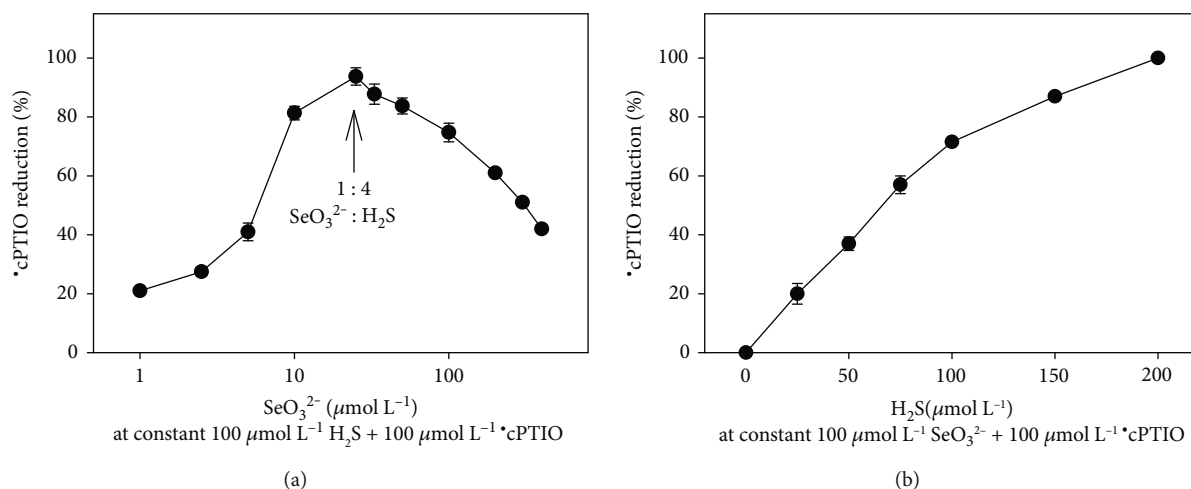 100
80
60
40
20
0
•cPTIO reduction (%)
1 : 4
SeO₃²⁻ : H₂S
1 10 100
SeO₃²⁻ (μmol L⁻¹)
at constant 100 μmol L⁻¹ H₂S + 100 μmol L⁻¹ •cPTIO
(a)
100
80
60
40
20
0
•cPTIO reduction (%)
0 50 100 150 200
H₂S(μmol L⁻¹)
at constant 100 μmol L⁻¹ SeO₃²⁻ + 100 μmol L⁻¹ •cPTIO
(b)